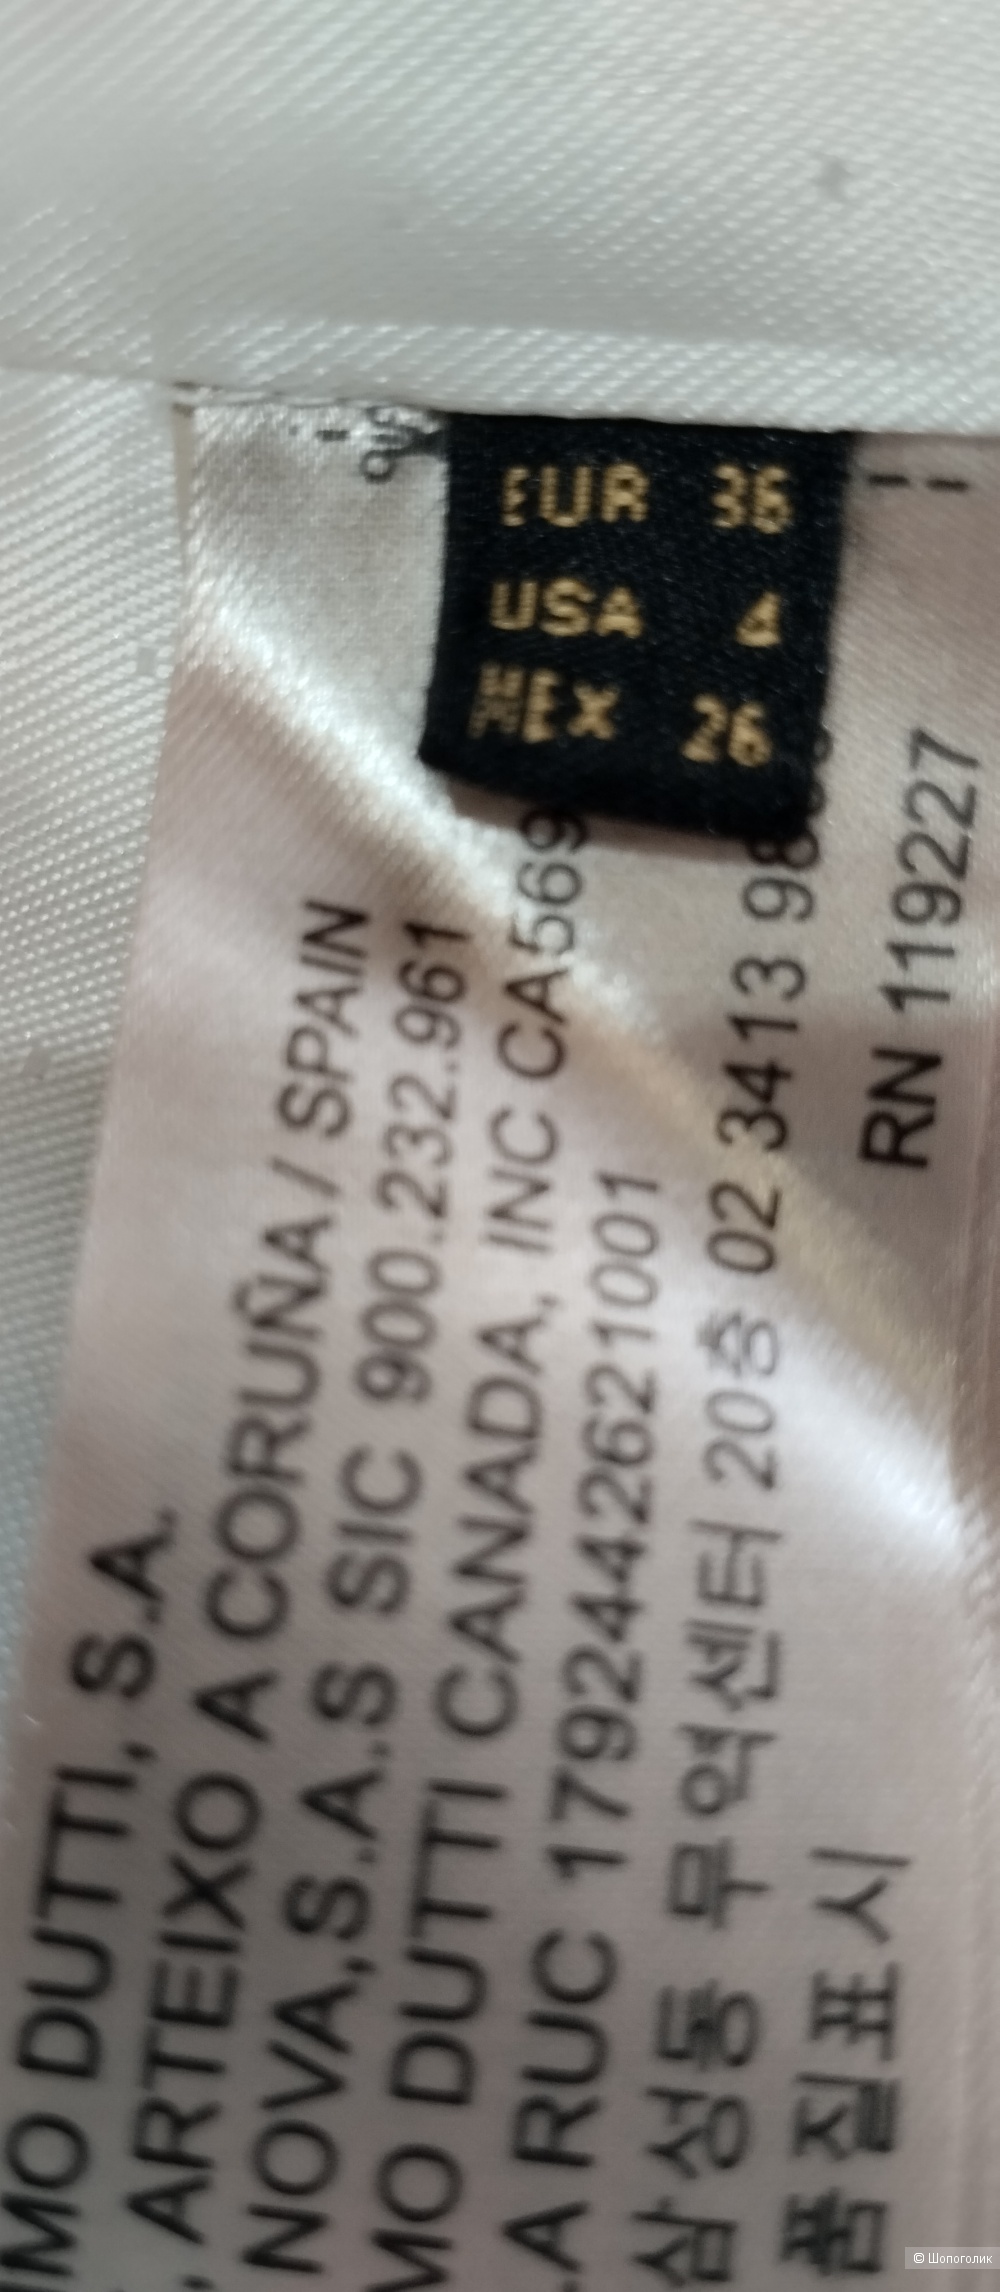 EUR 36
USA 4
MEX 26
MO DUTTI, S.A.
ARTEIXO A CORUÑA / SPAIN
NOVA,S.A.S SIC 900.232.961
MO DUTTI CANADA, INC CA569
.A RUC 1792442621001
삼성동 무역센터 20층 02 3413 98
품질표시
RN 119227
© Шопоголик